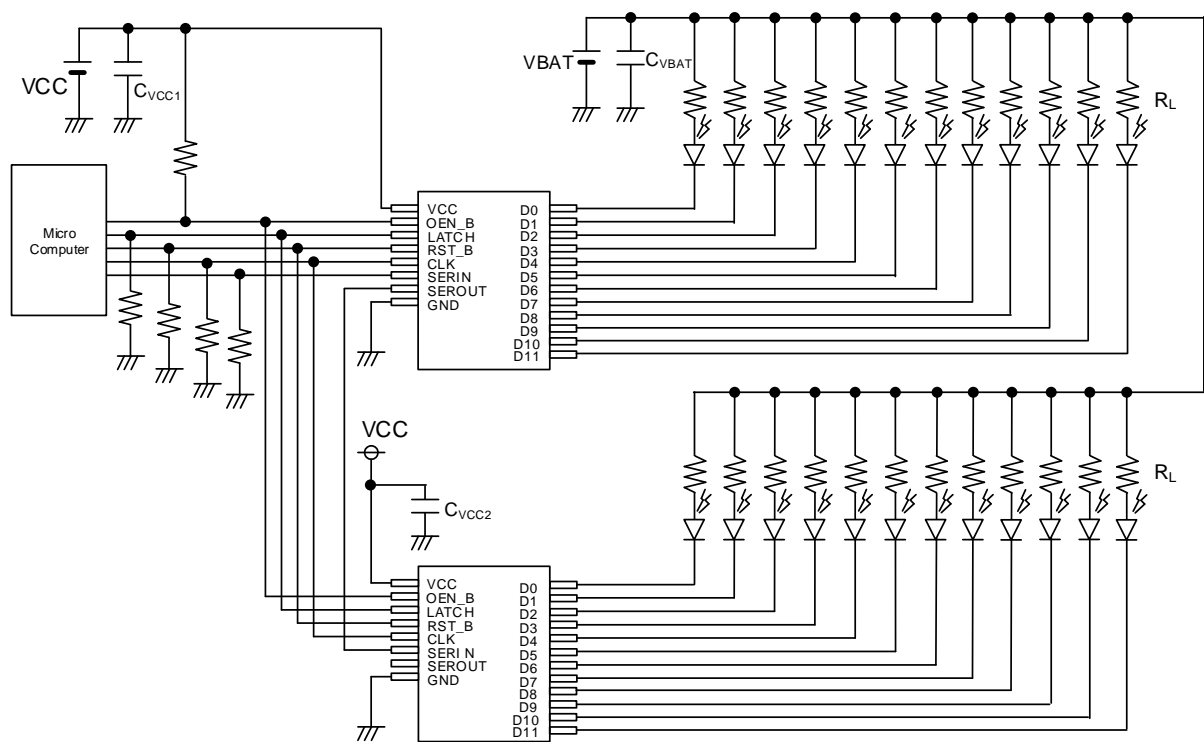 VCC
CVCC1
VBAT
CVBAT
RL
Micro
Computer
VCC
OEN_B
LATCH
RST_B
CLK
SERIN
SEROUT
GND
D0
D1
D2
D3
D4
D5
D6
D7
D8
D9
D10
D11
VCC
CVCC2
RL
VCC
OEN_B
LATCH
RST_B
CLK
SERIN
SEROUT
GND
D0
D1
D2
D3
D4
D5
D6
D7
D8
D9
D10
D11